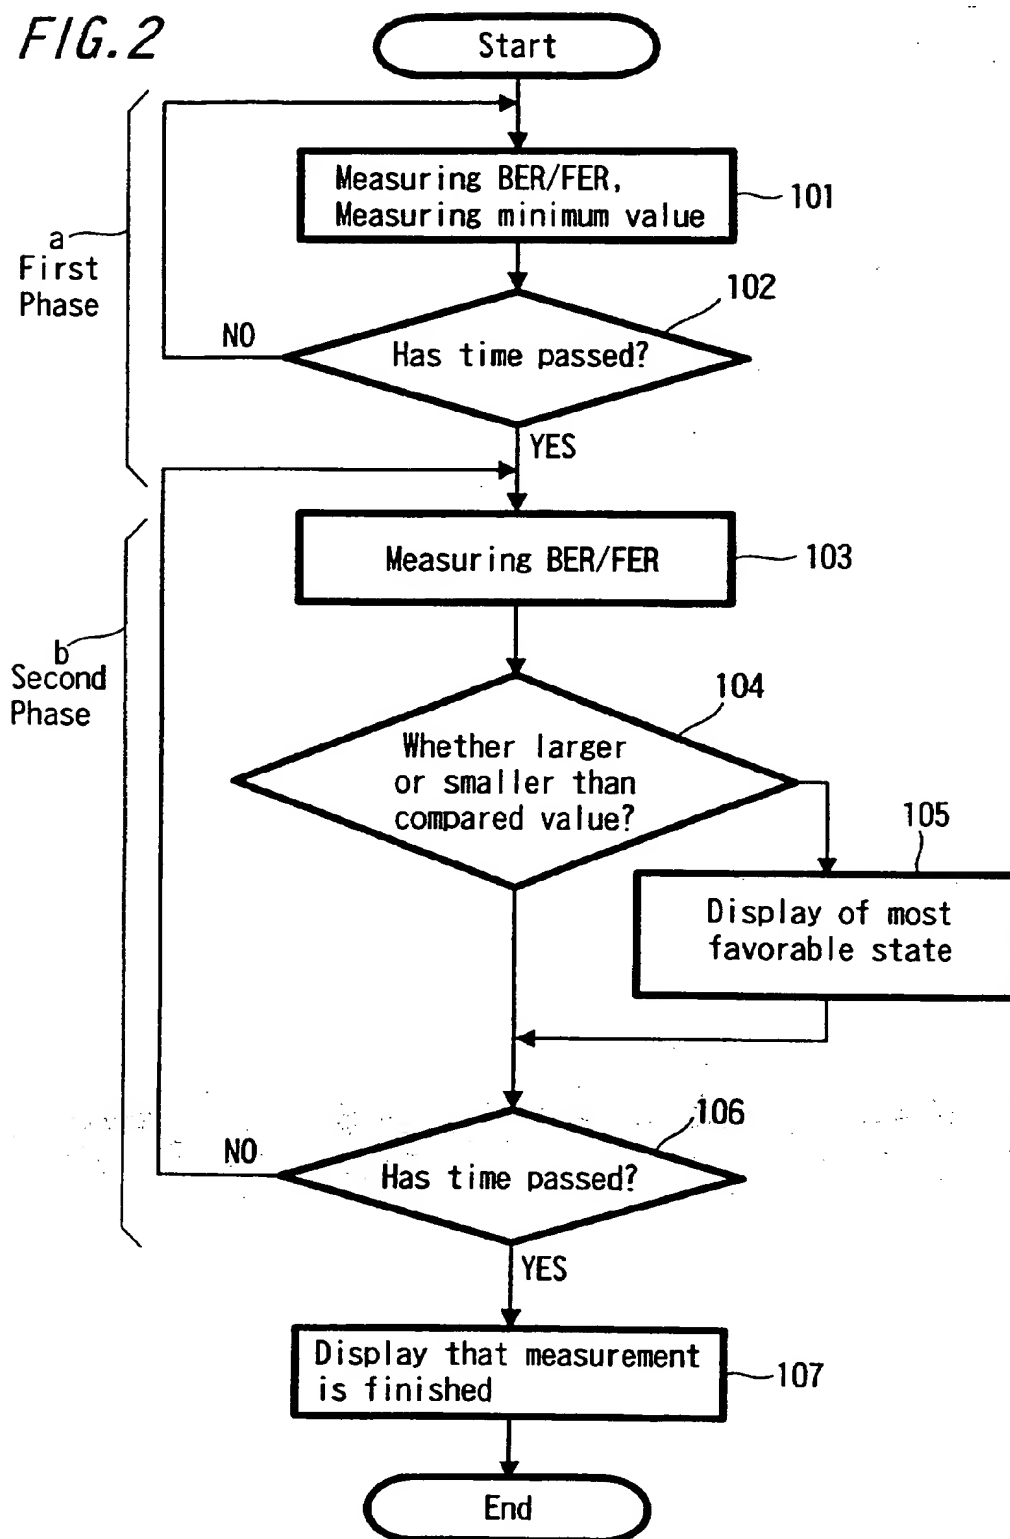 FIG.2
Start
Measuring BER/FER,
Measuring minimum value
101
a
First
Phase
102
Has time passed?
NO
YES
Measuring BER/FER
103
b
Second
Phase
104
Whether larger
or smaller than
compared value?
105
Display of most
favorable state
106
Has time passed?
NO
YES
Display that measurement
is finished
107
End